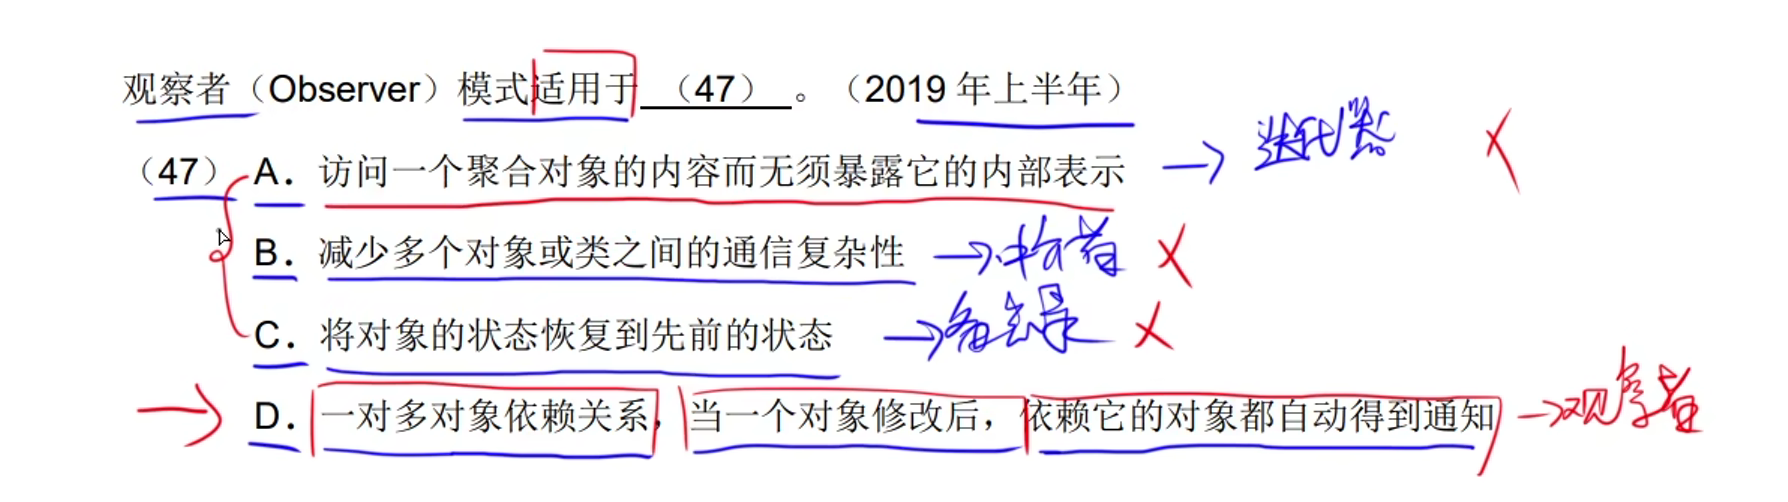 观察者（Observer）模式适用于 （47） 。（2019 年上半年）
（47） A. 访问一个聚合对象的内容而无须暴露它的内部表示 → 迭代器 ×
B. 减少多个对象或类之间的通信复杂性 → 中介者 ×
C. 将对象的状态恢复到先前的状态 → 备忘录 ×
→ D. 一对多对象依赖关系，当一个对象修改后，依赖它的对象都自动得到通知 → 观察者